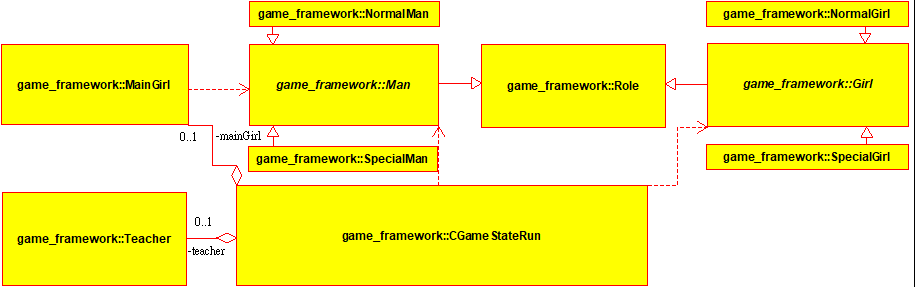 game_framework::NormalMan
game_framework::NormalGirl
game_framework::MainGirl
game_framework::Man
game_framework::Role
game_framework::Girl
0..1
-mainGirl
game_framework::SpecialMan
game_framework::SpecialGirl
0..1
game_framework::Teacher
-teacher
game_framework::CGameStateRun